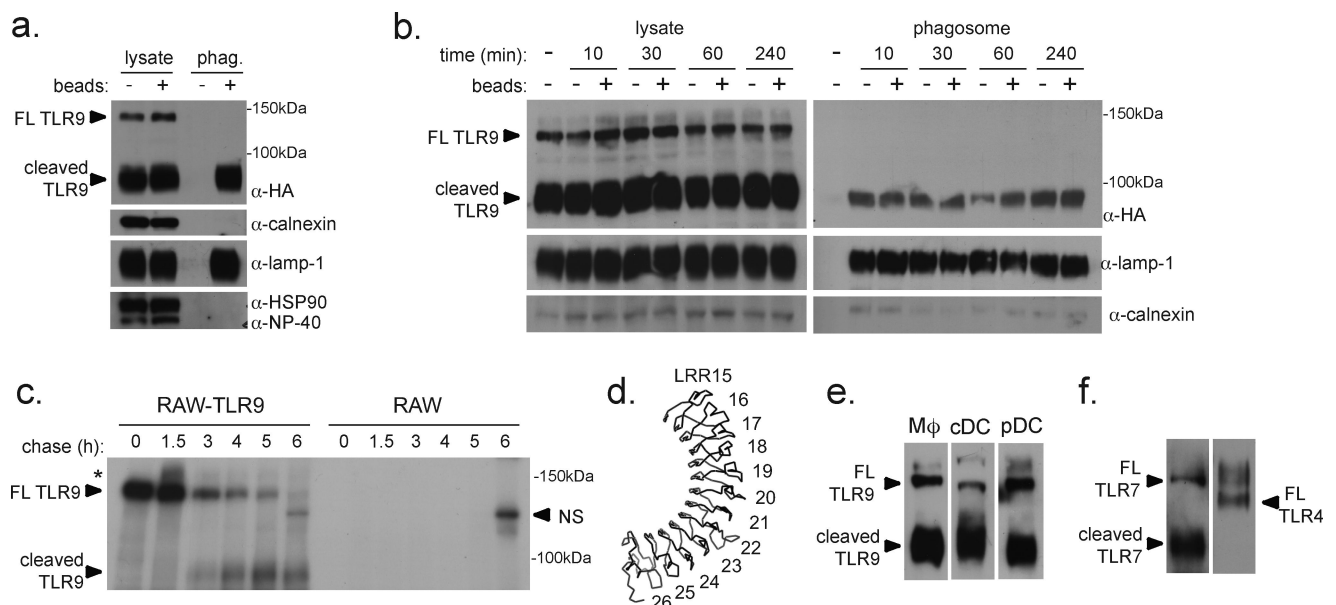 a.
lysate phag.
beads: - + - +
FL TLR9
-150kDa
-100kDa
cleaved
TLR9
α-HA
α-calnexin
α-lamp-1
α-HSP90
α-NP-40
b.
lysate phagosome
time (min): - 10 30 60 240 - 10 30 60 240
beads: - + - + - + - + - + - + - + - +
-150kDa
FL TLR9
-100kDa
cleaved
TLR9
α-HA
α-lamp-1
α-calnexin
c.
RAW-TLR9 RAW
chase (h): 0 1.5 3 4 5 6 0 1.5 3 4 5 6
*
-150kDa
FL TLR9
NS
-100kDa
cleaved
TLR9
d.
LRR15
16
17
18
19
20
21
22
23
24
25
26
e.
Mϕ cDC pDC
FL
TLR9
cleaved
TLR9
f.
FL
TLR7
FL
TLR4
cleaved
TLR7